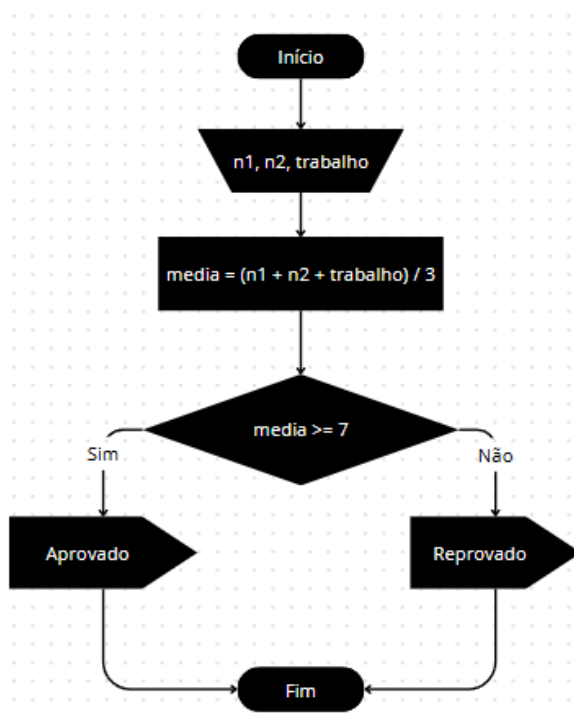 Início
n1, n2, trabalho
media = (n1 + n2 + trabalho) / 3
media >= 7
Sim
Não
Aprovado
Reprovado
Fim